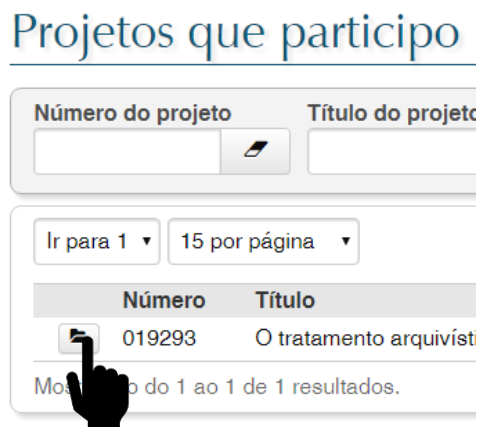 Projetos que participo
Número do projeto Título do projeto
Ir para 1 15 por página
Número Título
019293 O tratamento
do 1 ao 1 de 1 resultados.